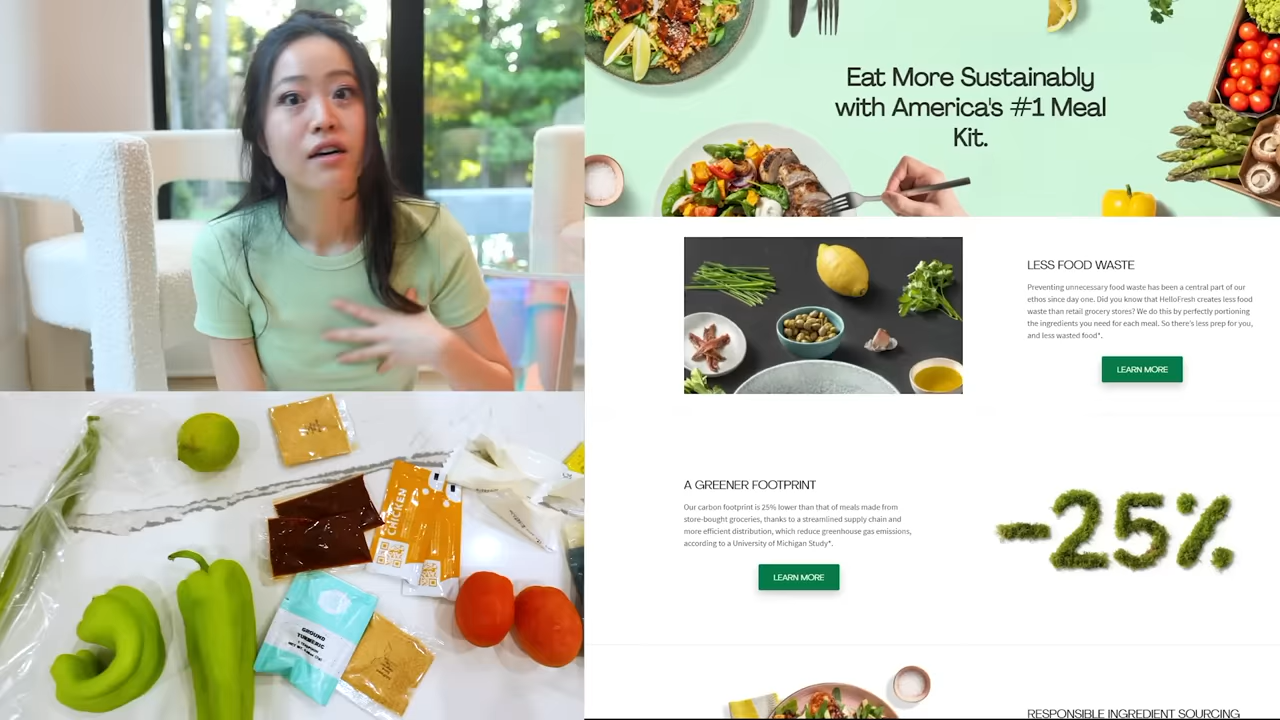 Eat More Sustainably
with America's #1 Meal
Kit.
LESS FOOD WASTE
Preventing unnecessary food waste has been a central part of our
ethos since day one. Did you know that HelloFresh creates less food
waste than retail grocery stores? We do this by perfectly portioning
the ingredients you need for each meal. So there's less prep for you,
and less wasted food*.
LEARN MORE
A GREENER FOOTPRINT
Our carbon footprint is 25% lower than that of meals made from
store-bought groceries, thanks to a streamlined supply chain and
more efficient distribution, which reduce greenhouse gas emissions,
according to a University of Michigan Study*.
LEARN MORE
-25%
RESPONSIBLE INGREDIENT SOURCING
CHICKEN
GROUND
TURMERIC